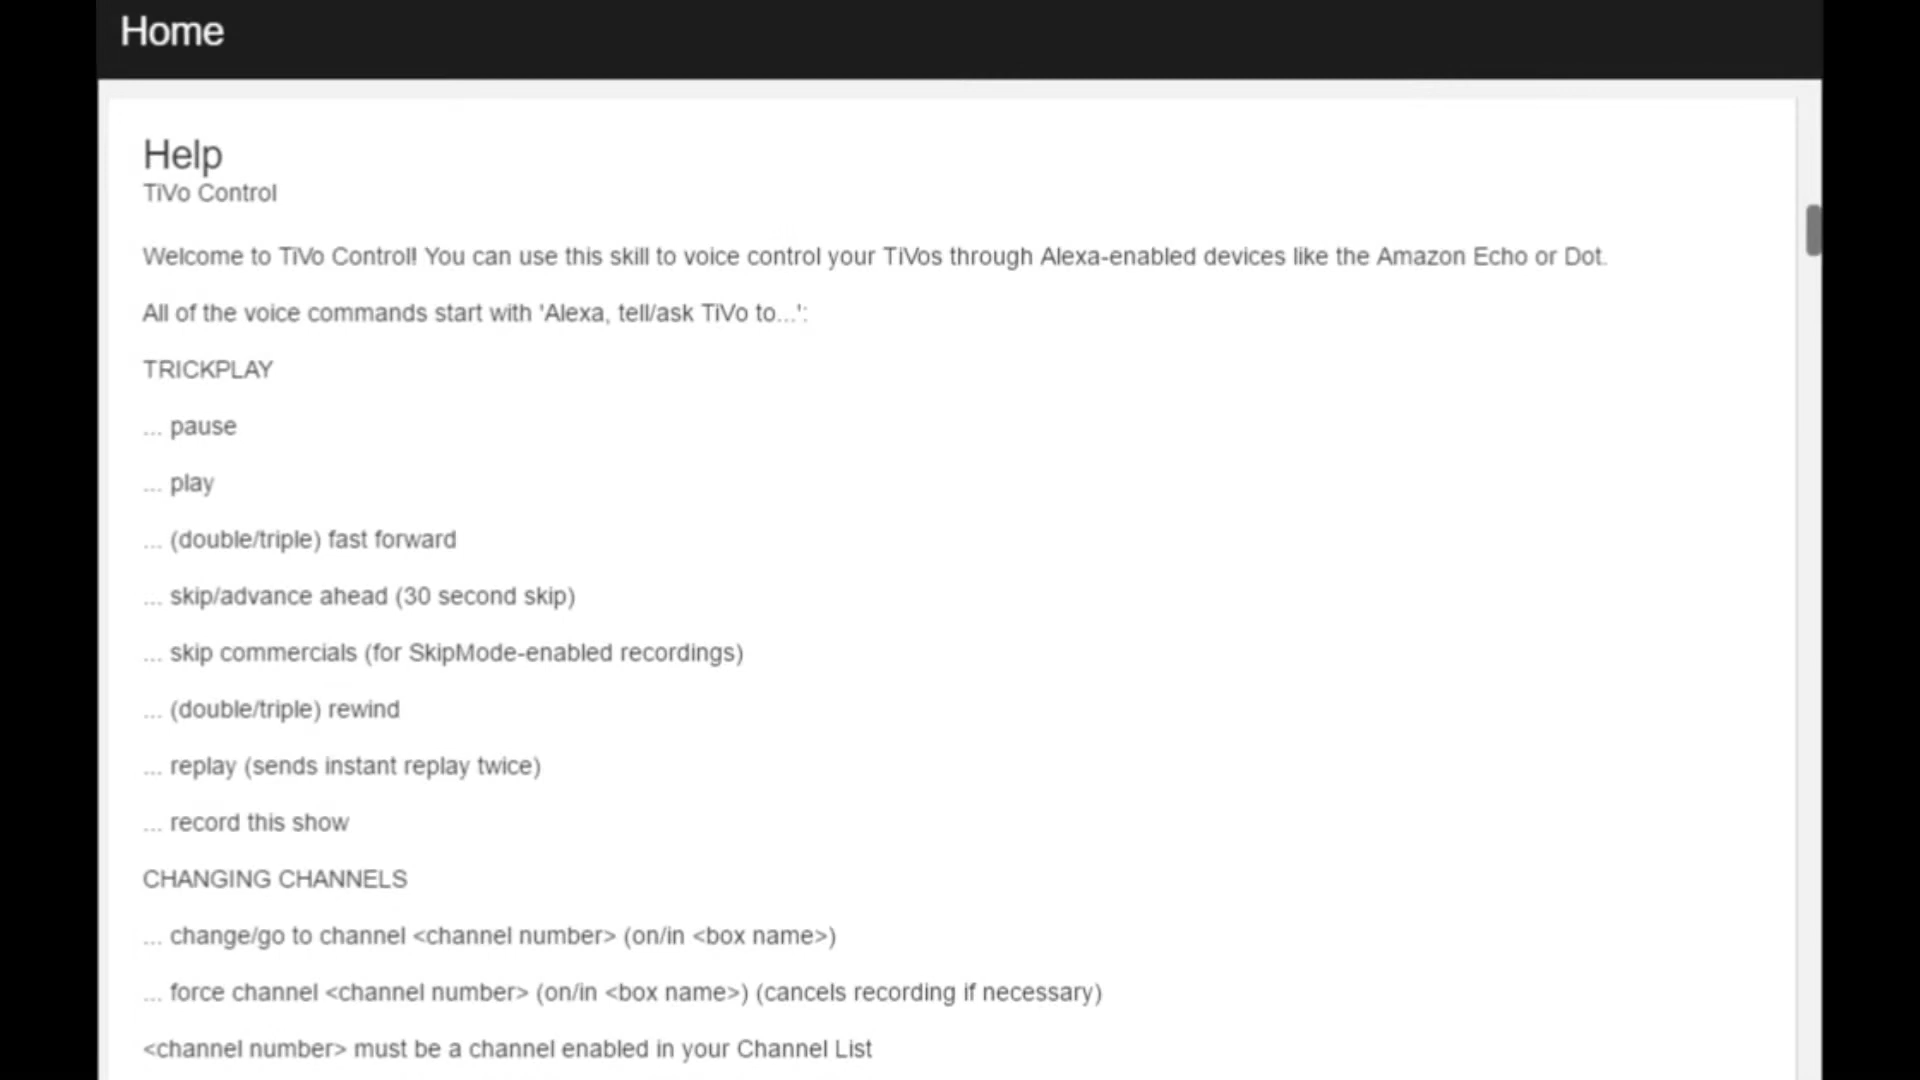 Home
Help
TiVo Control
Welcome to TiVo Control! You can use this skill to voice control your TiVos through Alexa-enabled devices like the Amazon Echo or Dot.
All of the voice commands start with 'Alexa, tell/ask TiVo to...':
TRICKPLAY
... pause
... play
... (double/triple) fast forward
... skip/advance ahead (30 second skip)
... skip commercials (for SkipMode-enabled recordings)
... (double/triple) rewind
... replay (sends instant replay twice)
... record this show
CHANGING CHANNELS
... change/go to channel <channel number> (on/in <box name>)
... force channel <channel number> (on/in <box name>) (cancels recording if necessary)
<channel number> must be a channel enabled in your Channel List